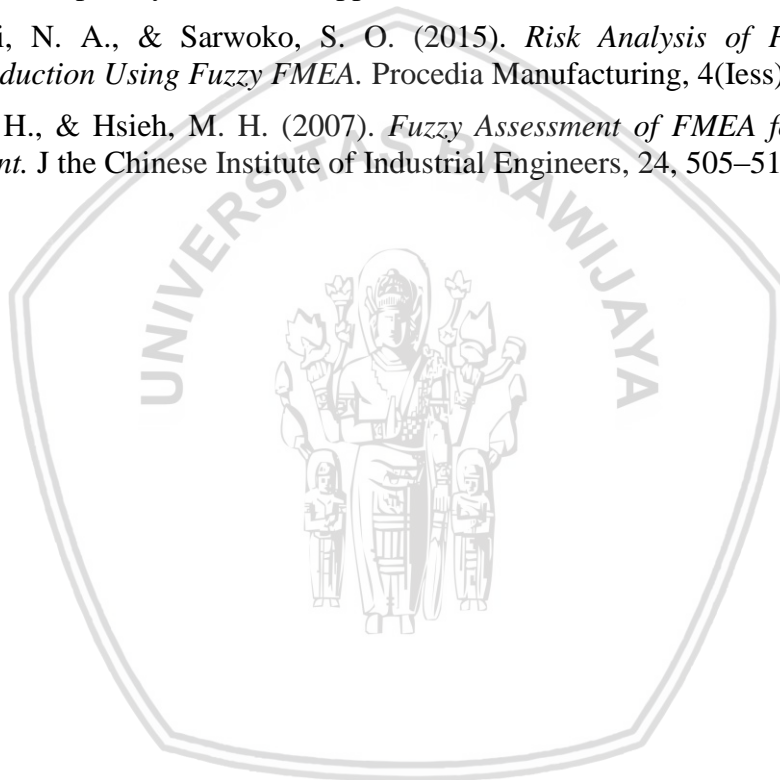 i, N. A., & Sarwoko, S. O. (2015). Risk Analysis of
duction Using Fuzzy FMEA. Procedia Manufacturing, 4(Iess)
H., & Hsieh, M. H. (2007). Fuzzy Assessment of FMEA
nt. J the Chinese Institute of Industrial Engineers, 24, 505–51
UNIVERSITAS BRAWIJAYA